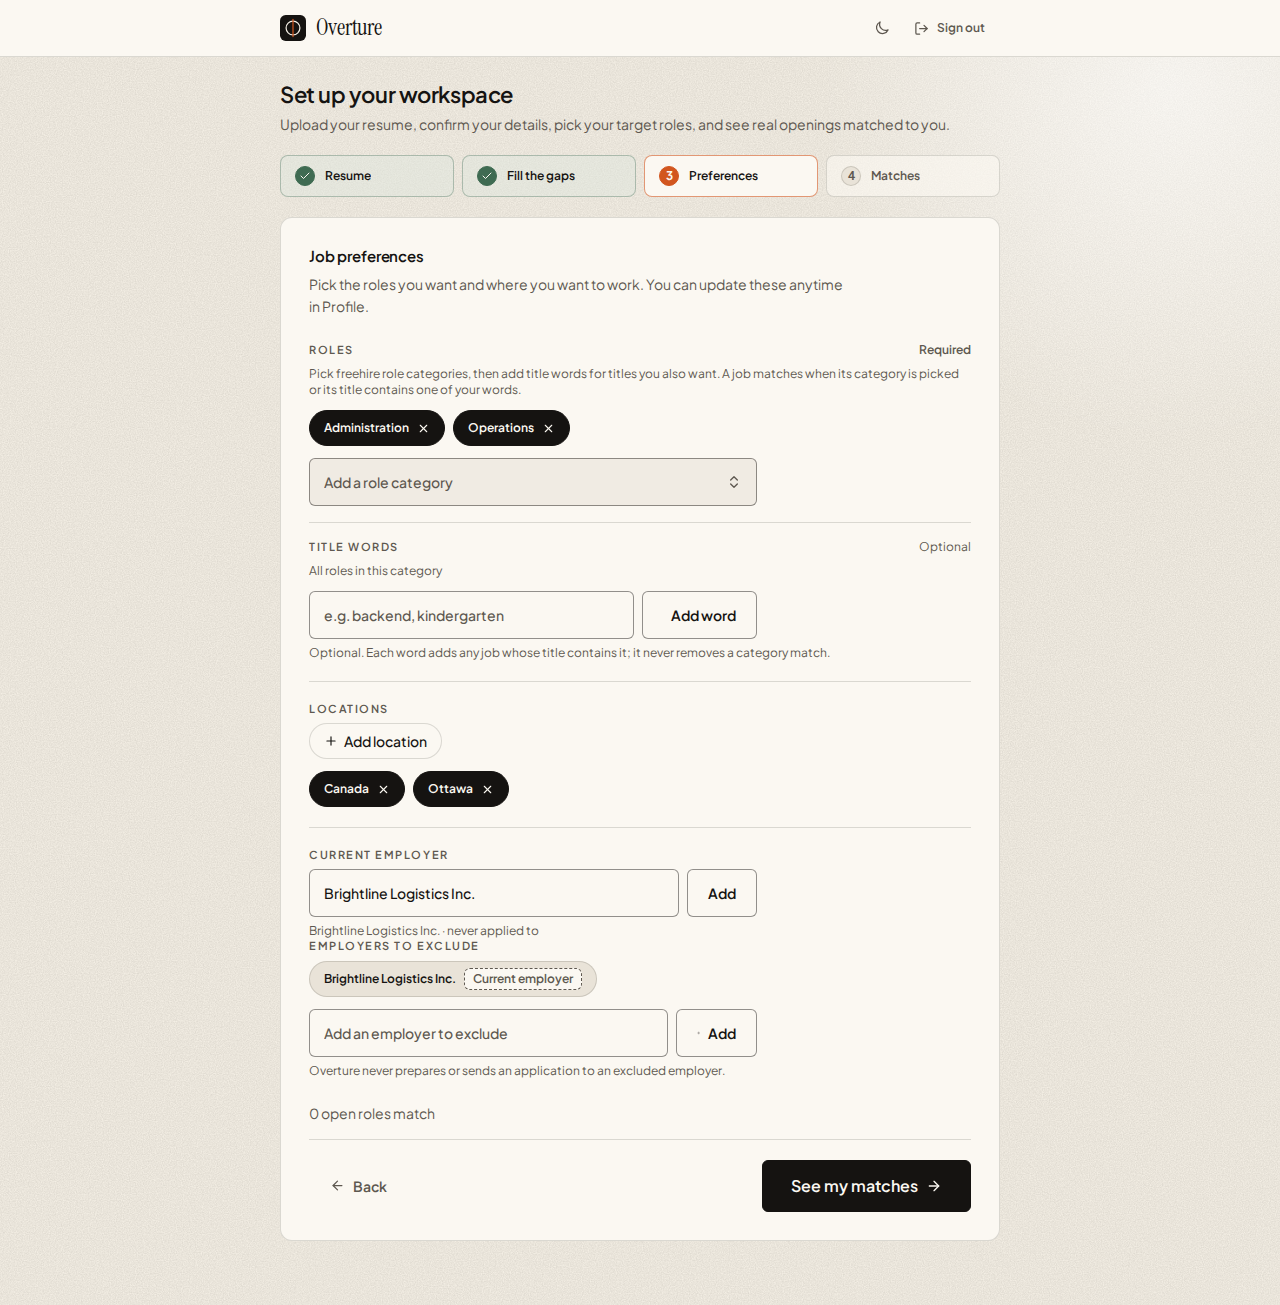 Overture
Sign out
Set up your workspace
Upload your resume, confirm your details, pick your target roles, and see real openings matched to you.
Resume
Fill the gaps
3 Preferences
4 Matches
Job preferences
Pick the roles you want and where you want to work. You can update these anytime
in Profile.
ROLES
Required
Pick freehire role categories, then add title words for titles you also want. A job matches when its category is picked
or its title contains one of your words.
Administration
Operations
Add a role category
TITLE WORDS
Optional
All roles in this category
e.g. backend, kindergarten
Add word
Optional. Each word adds any job whose title contains it; it never removes a category match.
LOCATIONS
Add location
Canada
Ottawa
CURRENT EMPLOYER
Brightline Logistics Inc.
Add
Brightline Logistics Inc. · never applied to
EMPLOYERS TO EXCLUDE
Brightline Logistics Inc. Current employer
Add an employer to exclude
Add
Overture never prepares or sends an application to an excluded employer.
0 open roles match
Back
See my matches